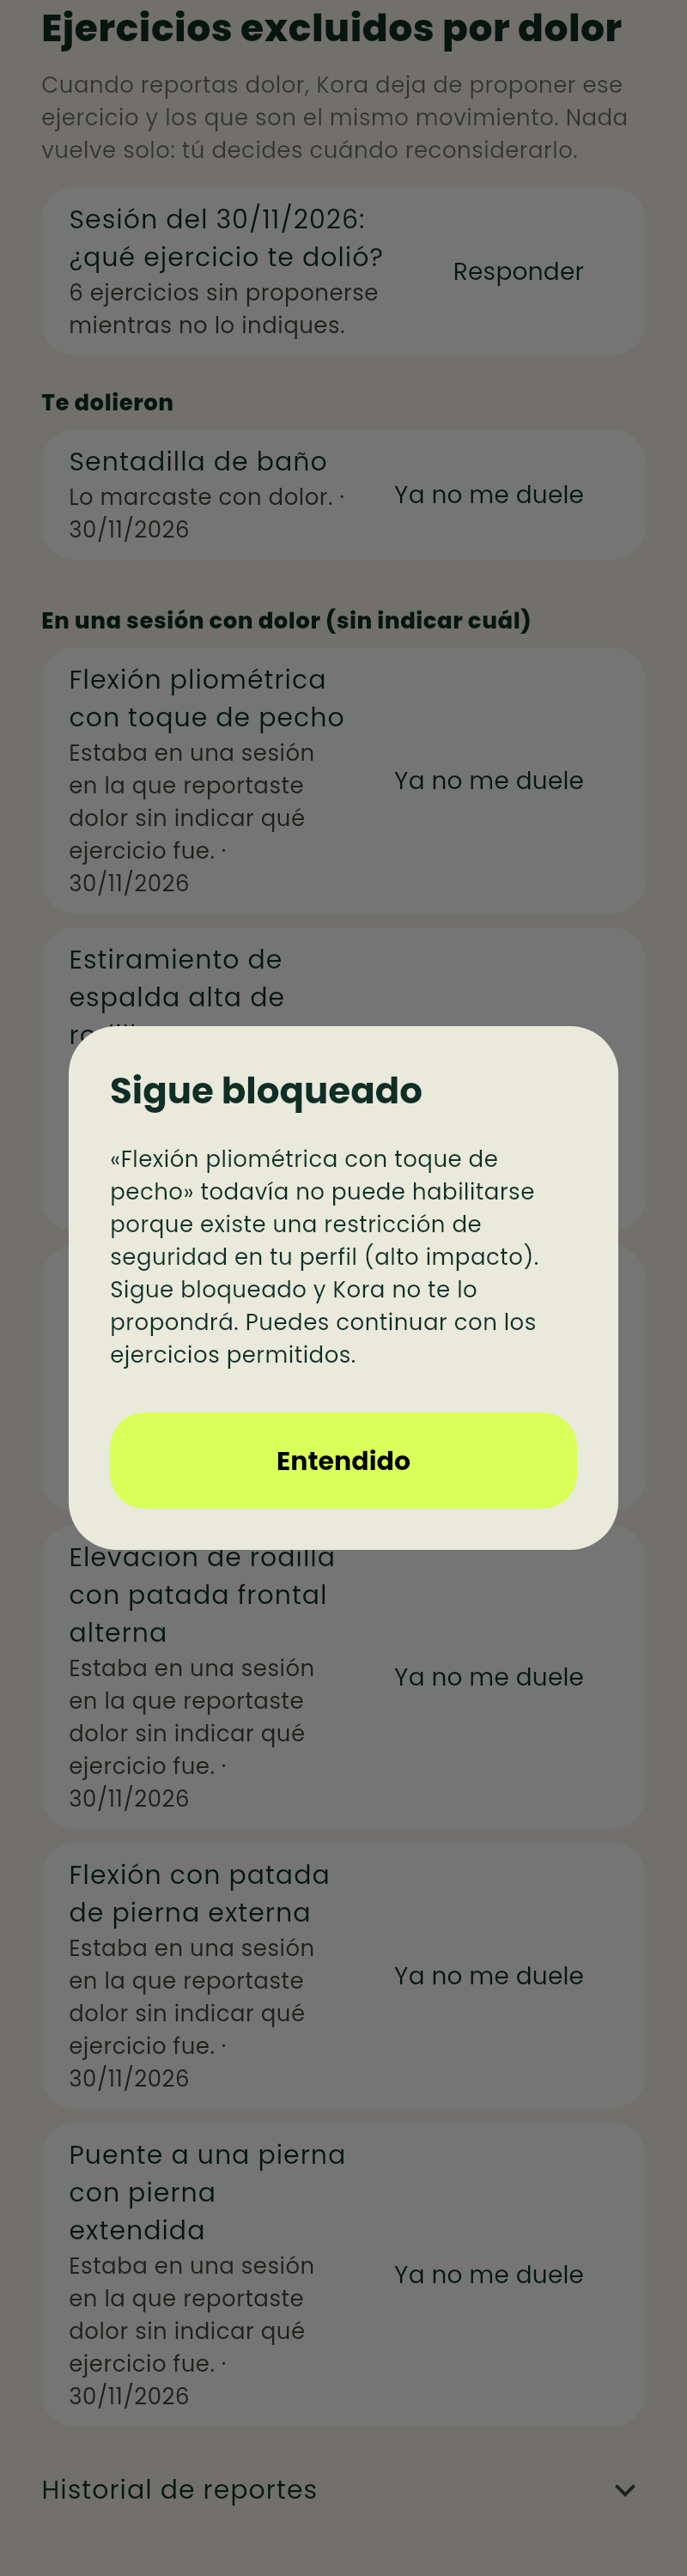 Ejercicios excluidos por dolor
Cuando reportas dolor, Kora deja de proponer ese
ejercicio y los que son el mismo movimiento. Nada
vuelve solo: tú decides cuándo reconsiderarlo.
Sesión del 30/11/2026:
¿qué ejercicio te dolió?
6 ejercicios sin proponerse
mientras no lo indiques.
Responder
Te dolieron
Sentadilla de baño
Lo marcaste con dolor. ·
30/11/2026
Ya no me duele
En una sesión con dolor (sin indicar cuál)
Flexión pliométrica
con toque de pecho
Estaba en una sesión
en la que reportaste
dolor sin indicar qué
ejercicio fue. ·
30/11/2026
Ya no me duele
Estiramiento de
espalda alta de
Sigue bloqueado
«Flexión pliométrica con toque de
pecho» todavía no puede habilitarse
porque existe una restricción de
seguridad en tu perfil (alto impacto).
Sigue bloqueado y Kora no te lo
propondrá. Puedes continuar con los
ejercicios permitidos.
Entendido
Elevación de rodilla
con patada frontal
alterna
Estaba en una sesión
en la que reportaste
dolor sin indicar qué
ejercicio fue. ·
30/11/2026
Ya no me duele
Flexión con patada
de pierna externa
Estaba en una sesión
en la que reportaste
dolor sin indicar qué
ejercicio fue. ·
30/11/2026
Ya no me duele
Puente a una pierna
con pierna
extendida
Estaba en una sesión
en la que reportaste
dolor sin indicar qué
ejercicio fue. ·
30/11/2026
Ya no me duele
Historial de reportes